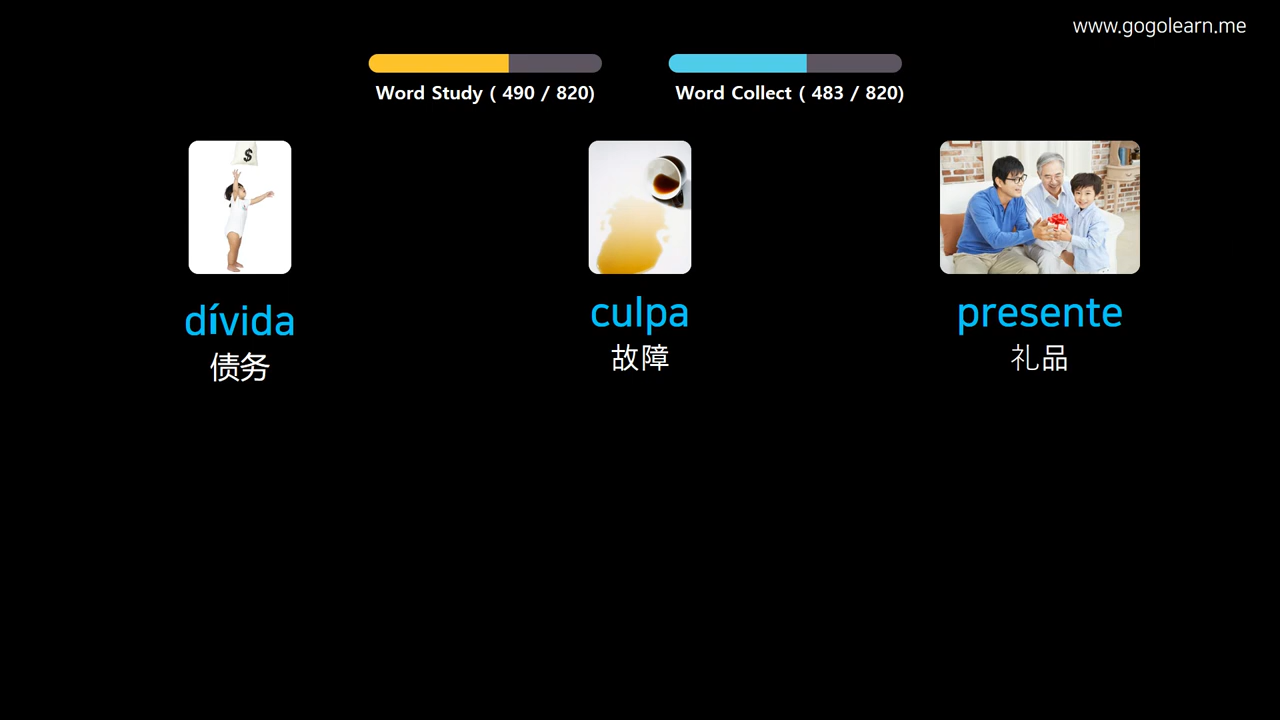 www.gogolearn.me
Word Study ( 490 / 820)
Word Collect ( 483 / 820)
$
dívida
culpa
presente
债务
故障
礼品